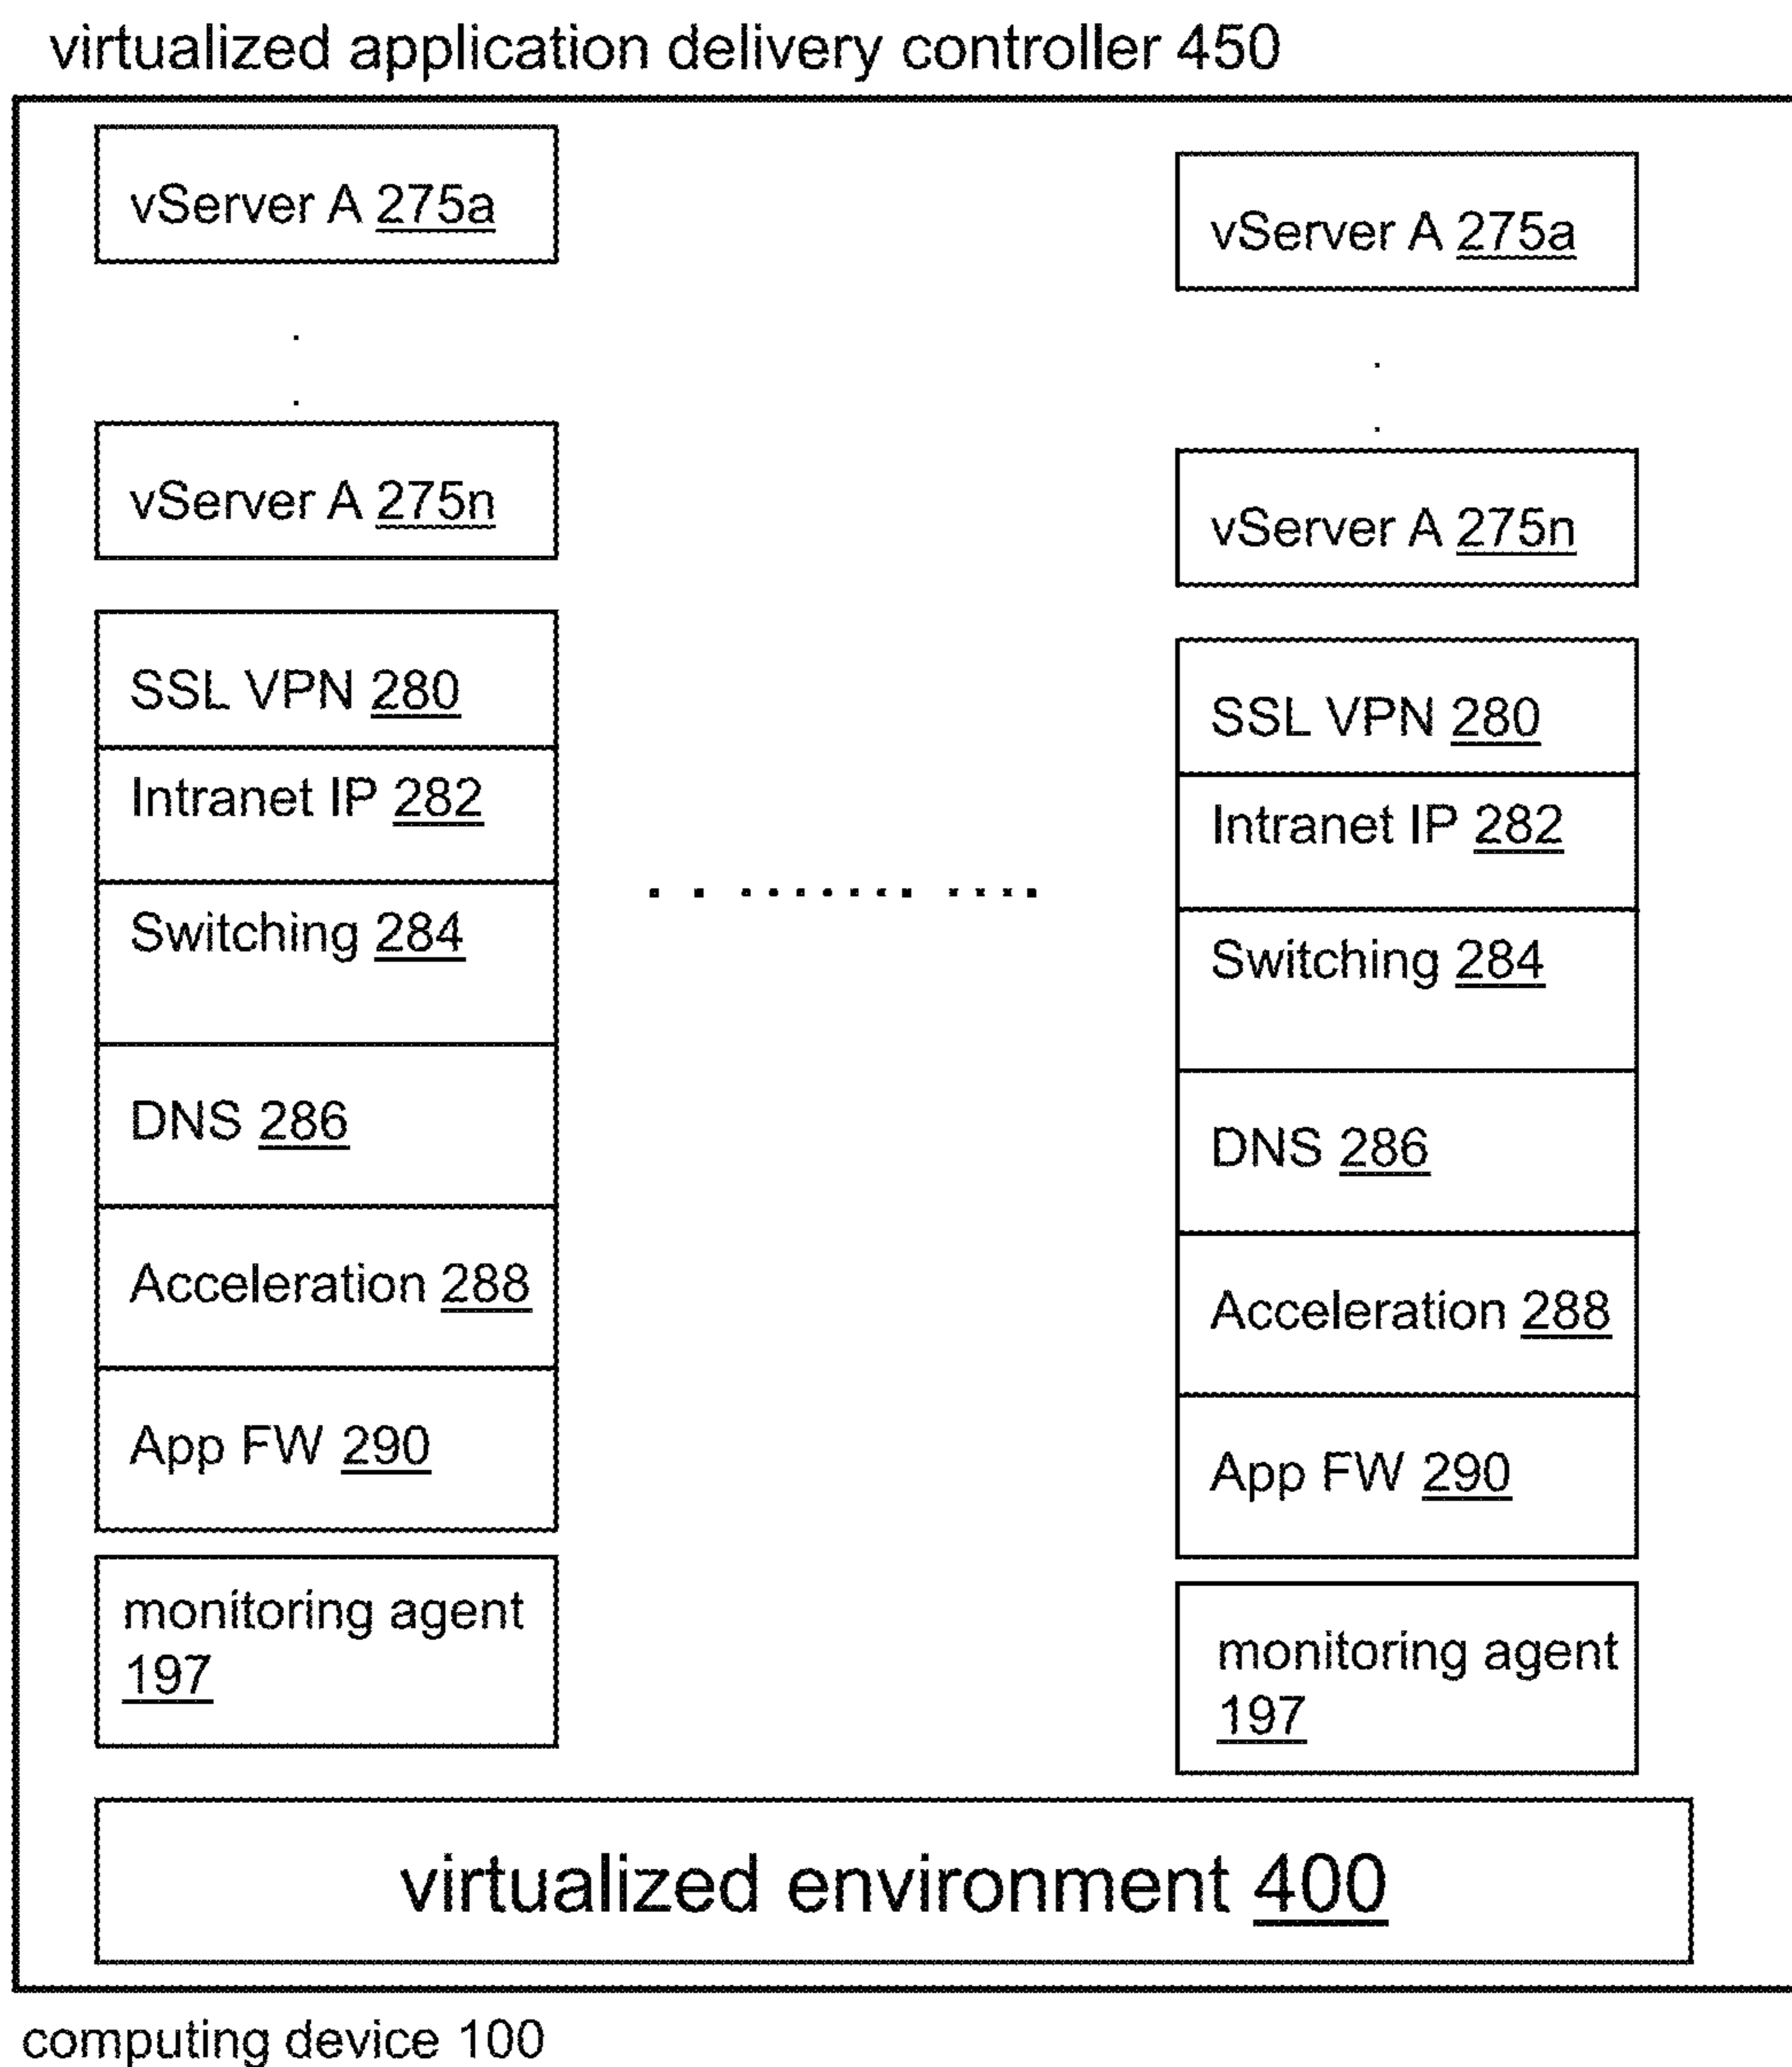 virtualized application delivery controller 450
vServer A 275a
vServer A 275n
SSL VPN 280
Intranet IP 282
Switching 284
DNS 286
Acceleration 288
App FW 290
monitoring agent
197
vServer A 275a
vServer A 275n
SSL VPN 280
Intranet IP 282
Switching 284
DNS 286
Acceleration 288
App FW 290
monitoring agent
197
virtualized environment 400
computing device 100